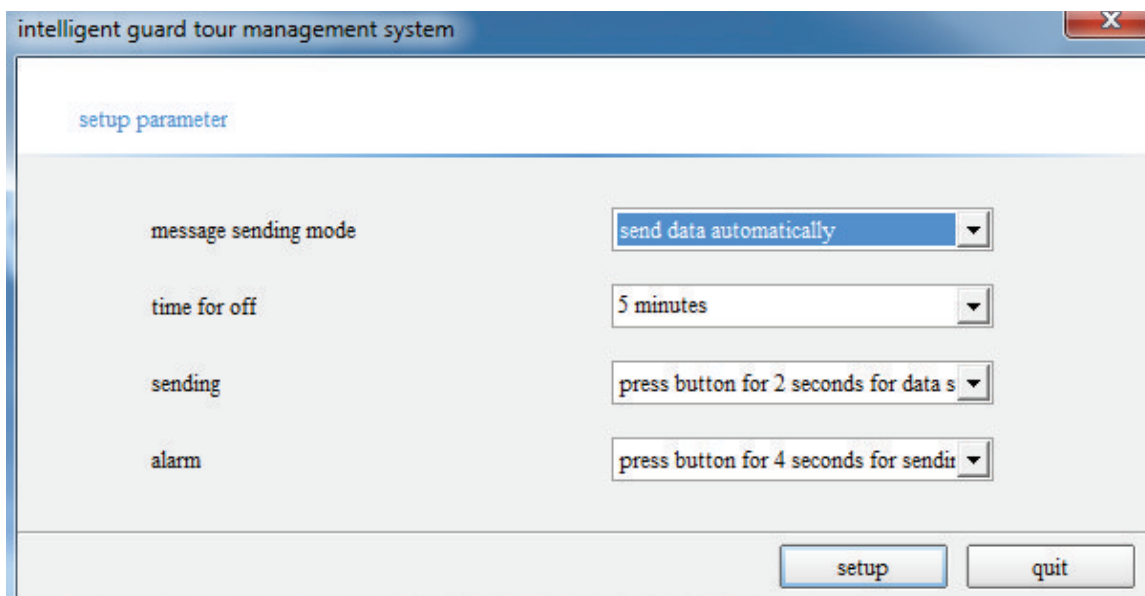 intelligent guard tour management system
setup parameter
message sending mode send data automatically
time for off 5 minutes
sending press button for 2 seconds for data s
alarm press button for 4 seconds for sendin
setup quit